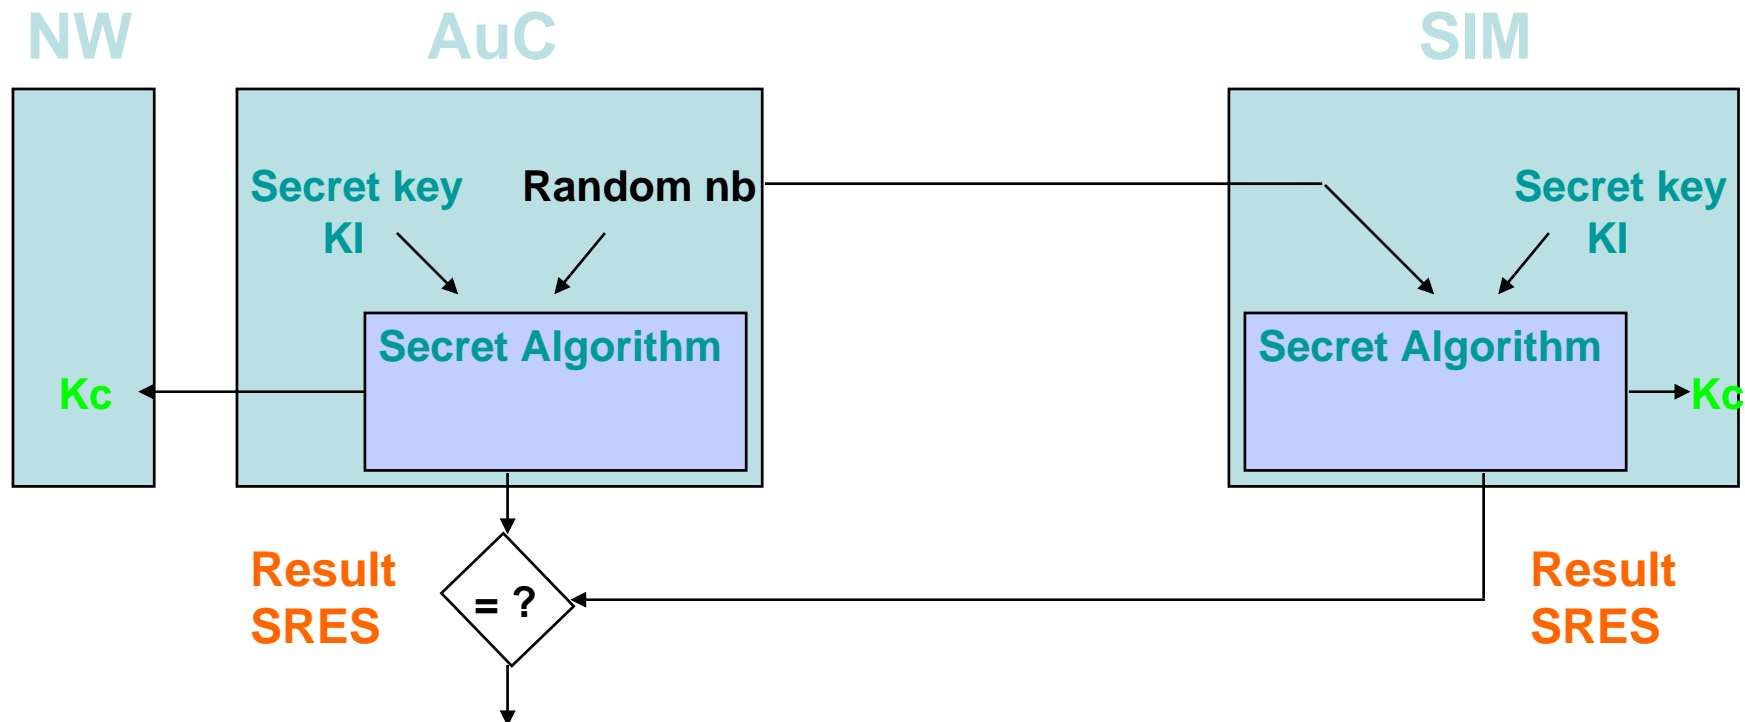 NW
AuC
SIM
Secret key
KI
Random nb
Secret key
KI
Secret Algorithm
Secret Algorithm
Kc
Kc
Result
SRES
= ?
Result
SRES